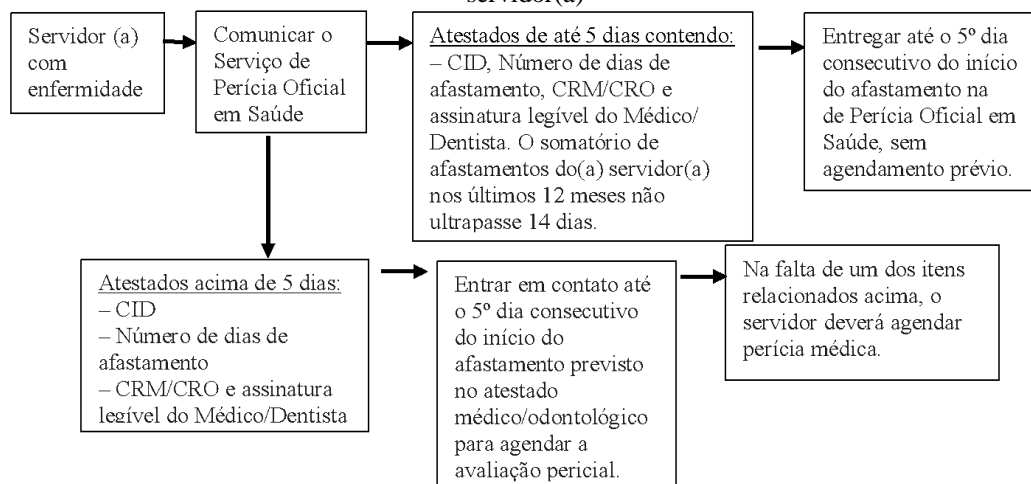 servidor(a)
Servidor (a)
com
enfermidade
Comunicar o
Serviço de
Perícia Oficial
em Saúde
Atestados de até 5 dias contendo:
– CID, Número de dias de
afastamento, CRM/CRO e
assinatura legível do Médico/
Dentista. O somatório de
afastamentos do(a) servidor(a)
nos últimos 12 meses não
ultrapasse 14 dias.
Entregar até o 5º dia
consecutivo do início
do afastamento na
de Perícia Oficial em
Saúde, sem
agendamento prévio.
Atestados acima de 5 dias:
– CID
– Número de dias de
afastamento
– CRM/CRO e assinatura
legível do Médico/Dentista
Entrar em contato até
o 5º dia consecutivo
do início do
afastamento previsto
no atestado
médico/odontológico
para agendar a
avaliação pericial.
Na falta de um dos itens
relacionados acima, o
servidor deverá agendar
perícia médica.